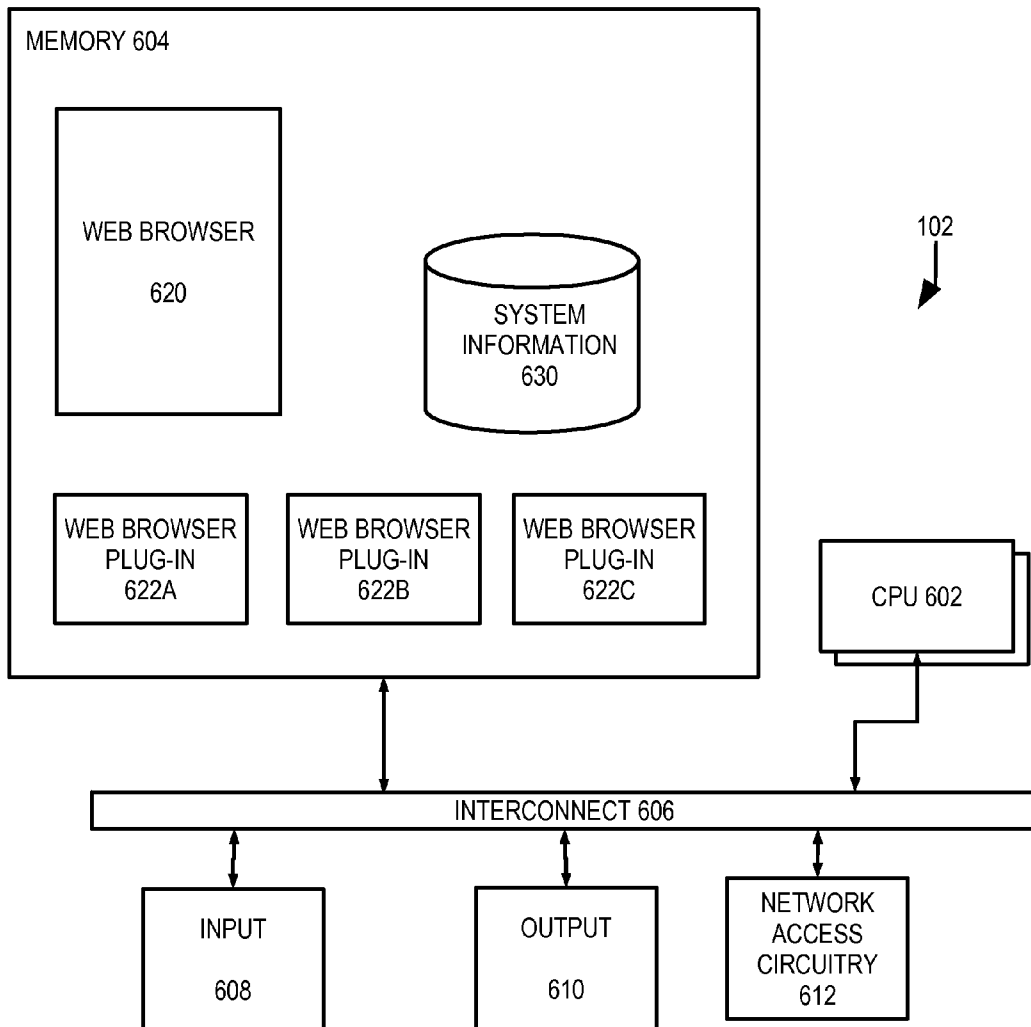 MEMORY 604
WEB BROWSER
620
102
SYSTEM
INFORMATION
630
WEB BROWSER
PLUG-IN
622A
WEB BROWSER
PLUG-IN
622B
WEB BROWSER
PLUG-IN
622C
CPU 602
INTERCONNECT 606
INPUT
608
OUTPUT
610
NETWORK
ACCESS
CIRCUITRY
612